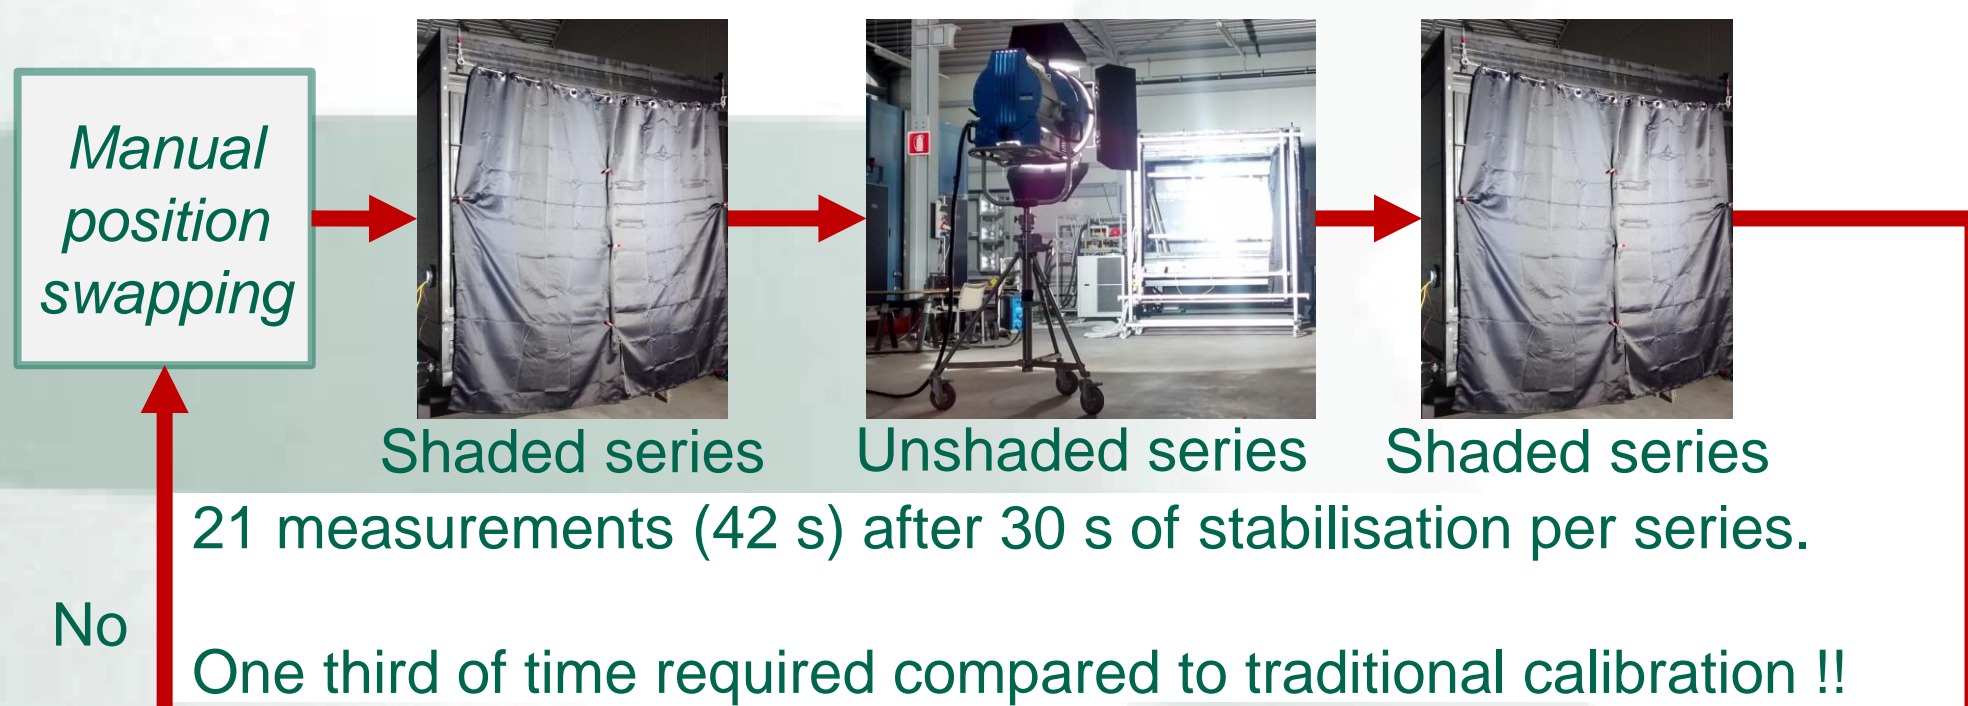 Manual
position
swapping
Shaded series
Unshaded series
Shaded series
21 measurements (42 s) after 30 s of stabilisation per series.
No
One third of time required compared to traditional calibration !!